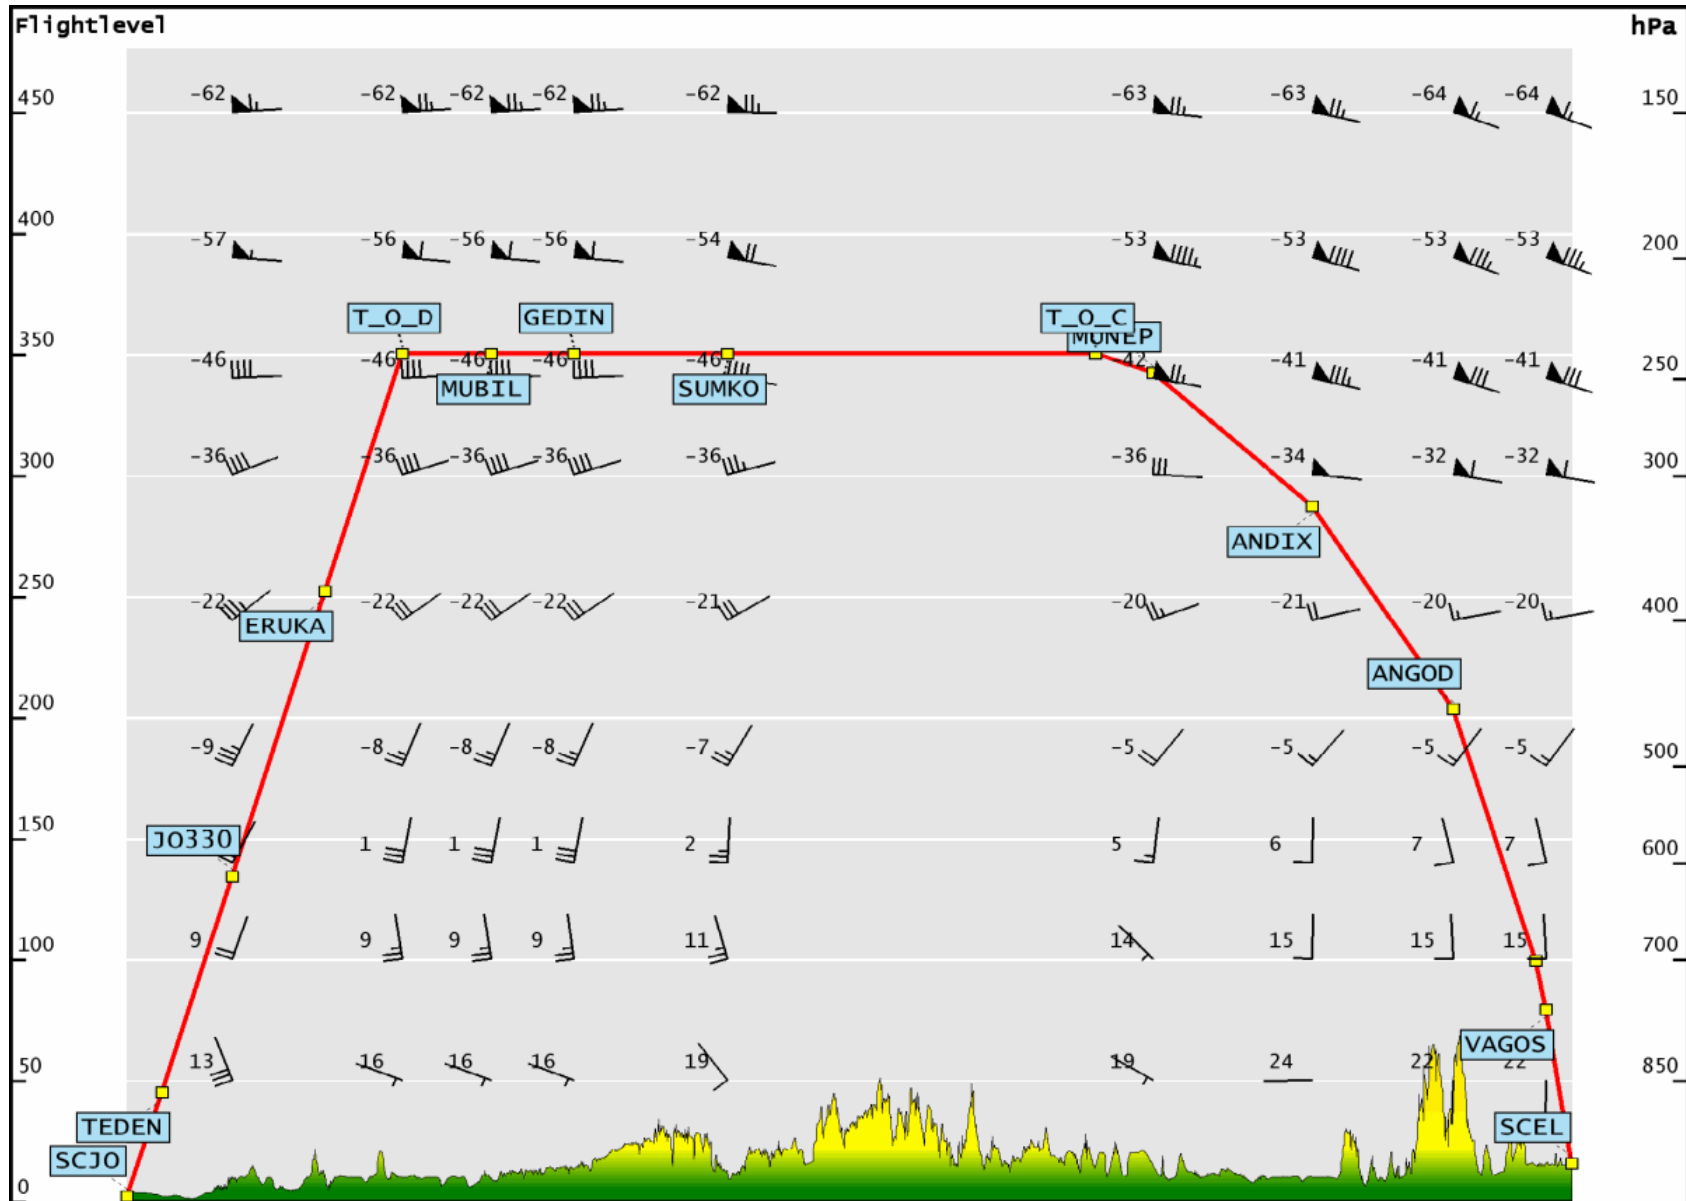 Flightlevel hPa
-62 -62 -62 -62 -62 -63 -63 -64 -64
450 150
400 200
-57 -56 -56 -56 -54 -53 -53 -53 -53
T_O_D GEDIN T_O_C
MUNEP
350 250
-46 -46 -46 -46 -46 -42 -41 -41 -41
MUBIL SUMKO
300 300
-36 -36 -36 -36 -36 -36 -34 -32 -32
ANDIX
250 400
-22 -22 -22 -22 -21 -20 -21 -20 -20
ERUKA
ANGOD
200 500
-9 -8 -8 -8 -7 -5 -5 -5 -5
150 600
JO330 1 1 1 2 5 6 7 7
100 700
9 9 9 9 11 14 15 15 15
VAGOS
50 850
13 16 16 16 19 19 24 22 22
TEDEN SCEL
SCJO
0